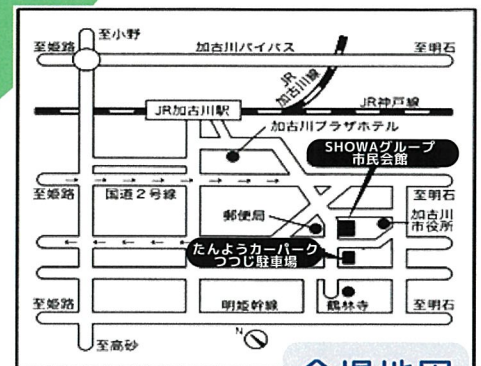 至小野
至姫路
加古川バイパス
至明石
JR
加古川線
JR加古川駅
JR神戸線
加古川プラザホテル
SHOWAグループ
市民会館
至姫路
国道2号線
至明石
郵便局
加古川
市役所
たんようカーパーク
つつじ駐車場
至姫路
明姫幹線
鶴林寺
至明石
N
至高砂
会場地図